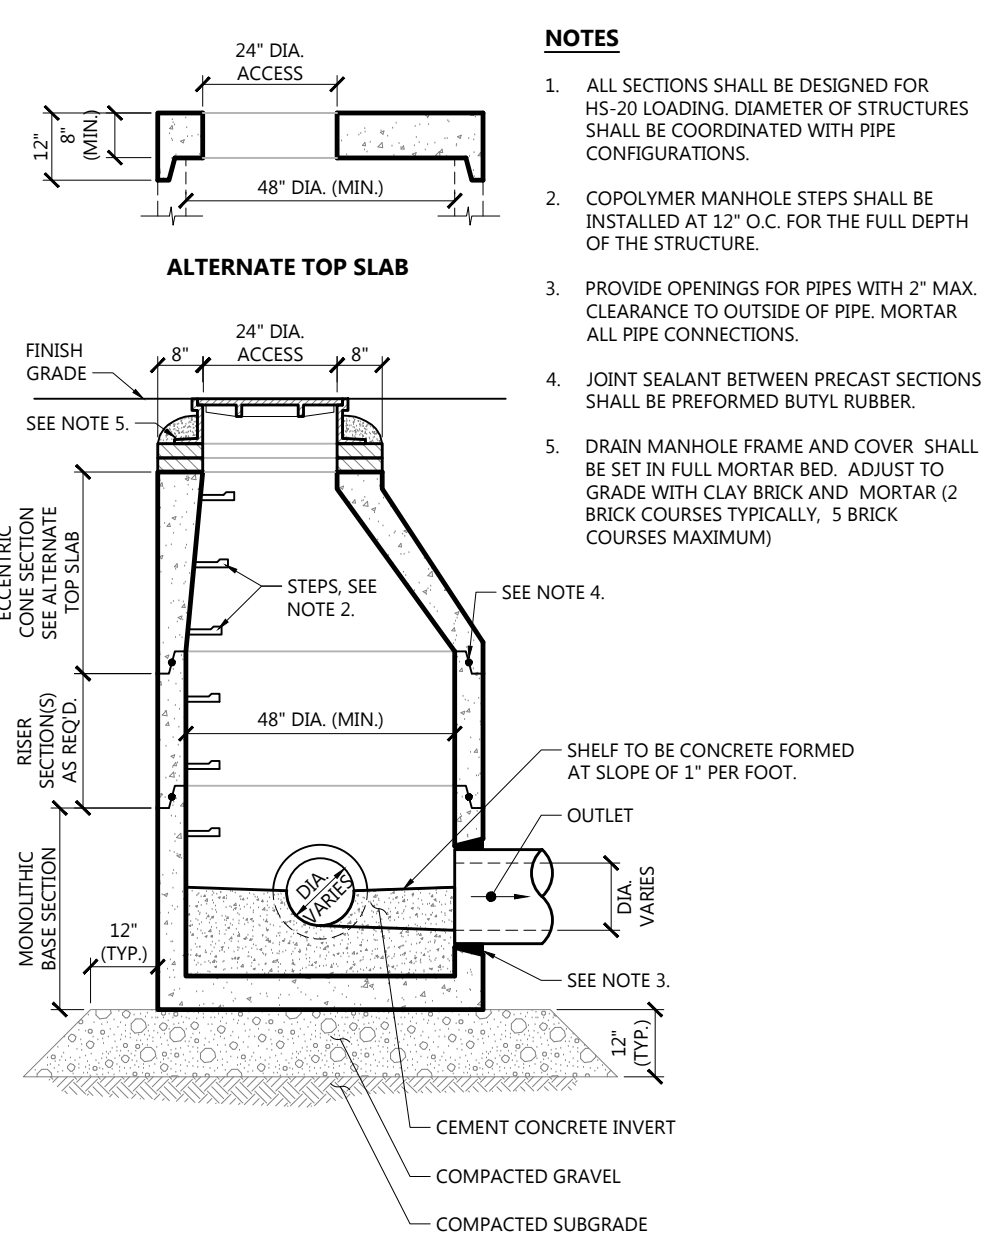 24" DIA.
ACCESS
12"
8"
(MIN.)
48" DIA. (MIN.)
ALTERNATE TOP SLAB
NOTES
1. ALL SECTIONS SHALL BE DESIGNED FOR
HS-20 LOADING. DIAMETER OF STRUCTURES
SHALL BE COORDINATED WITH PIPE
CONFIGURATIONS.
2. COPOLYMER MANHOLE STEPS SHALL BE
INSTALLED AT 12" O.C. FOR THE FULL DEPTH
OF THE STRUCTURE.
3. PROVIDE OPENINGS FOR PIPES WITH 2" MAX.
CLEARANCE TO OUTSIDE OF PIPE. MORTAR
ALL PIPE CONNECTIONS.
4. JOINT SEALANT BETWEEN PRECAST SECTIONS
SHALL BE PREFORMED BUTYL RUBBER.
5. DRAIN MANHOLE FRAME AND COVER SHALL
BE SET IN FULL MORTAR BED. ADJUST TO
GRADE WITH CLAY BRICK AND MORTAR (2
BRICK COURSES TYPICALLY, 5 BRICK
COURSES MAXIMUM)
24" DIA.
ACCESS
8"
8"
FINISH
GRADE
SEE NOTE 5.
ECCENTRIC
CONE SECTION
SEE ALTERNATE
TOP SLAB
STEPS, SEE
NOTE 2.
SEE NOTE 4.
RISER
SECTION(S)
AS REQ'D.
48" DIA. (MIN.)
SHELF TO BE CONCRETE FORMED
AT SLOPE OF 1" PER FOOT.
OUTLET
MONOLITHIC
BASE SECTION
DIA.
VARIES
DIA.
VARIES
12"
(TYP.)
SEE NOTE 3.
12"
(TYP.)
CEMENT CONCRETE INVERT
COMPACTED GRAVEL
COMPACTED SUBGRADE